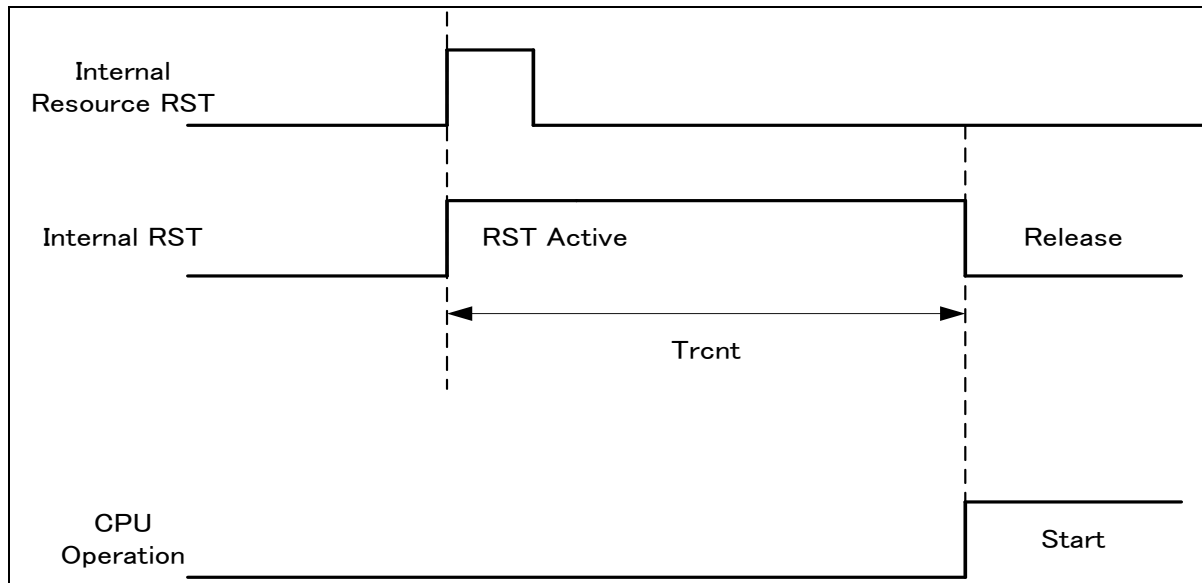 Internal
Resource RST
Internal RST
RST Active
Release
Trcnt
CPU
Operation
Start